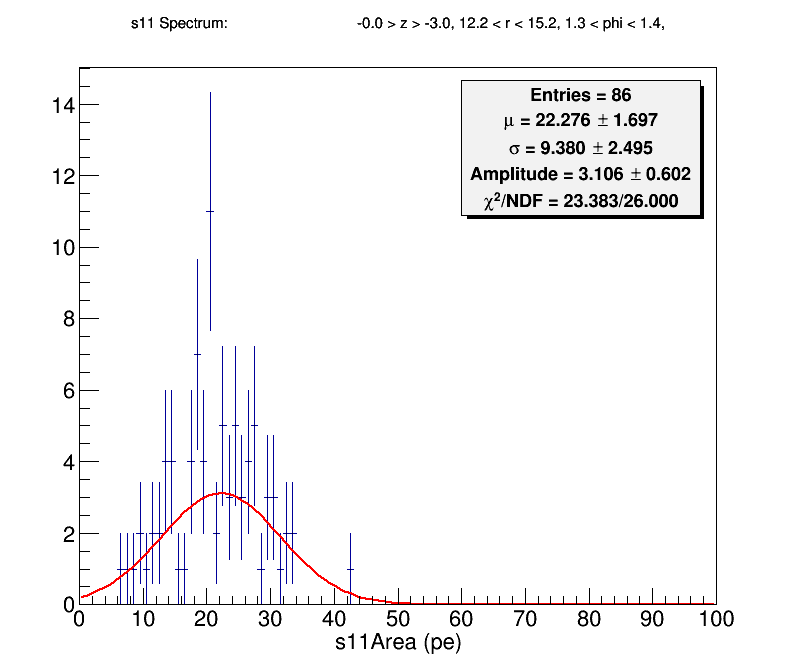 s11 Spectrum: -0.0 > z > -3.0, 12.2 < r < 15.2, 1.3 < phi < 1.4,
Entries = 86
μ = 22.276 ± 1.697
σ = 9.380 ± 2.495
Amplitude = 3.106 ± 0.602
χ²/NDF = 23.383/26.000
14
12
10
8
6
4
2
0
0 10 20 30 40 50 60 70 80 90 100
s11Area (pe)